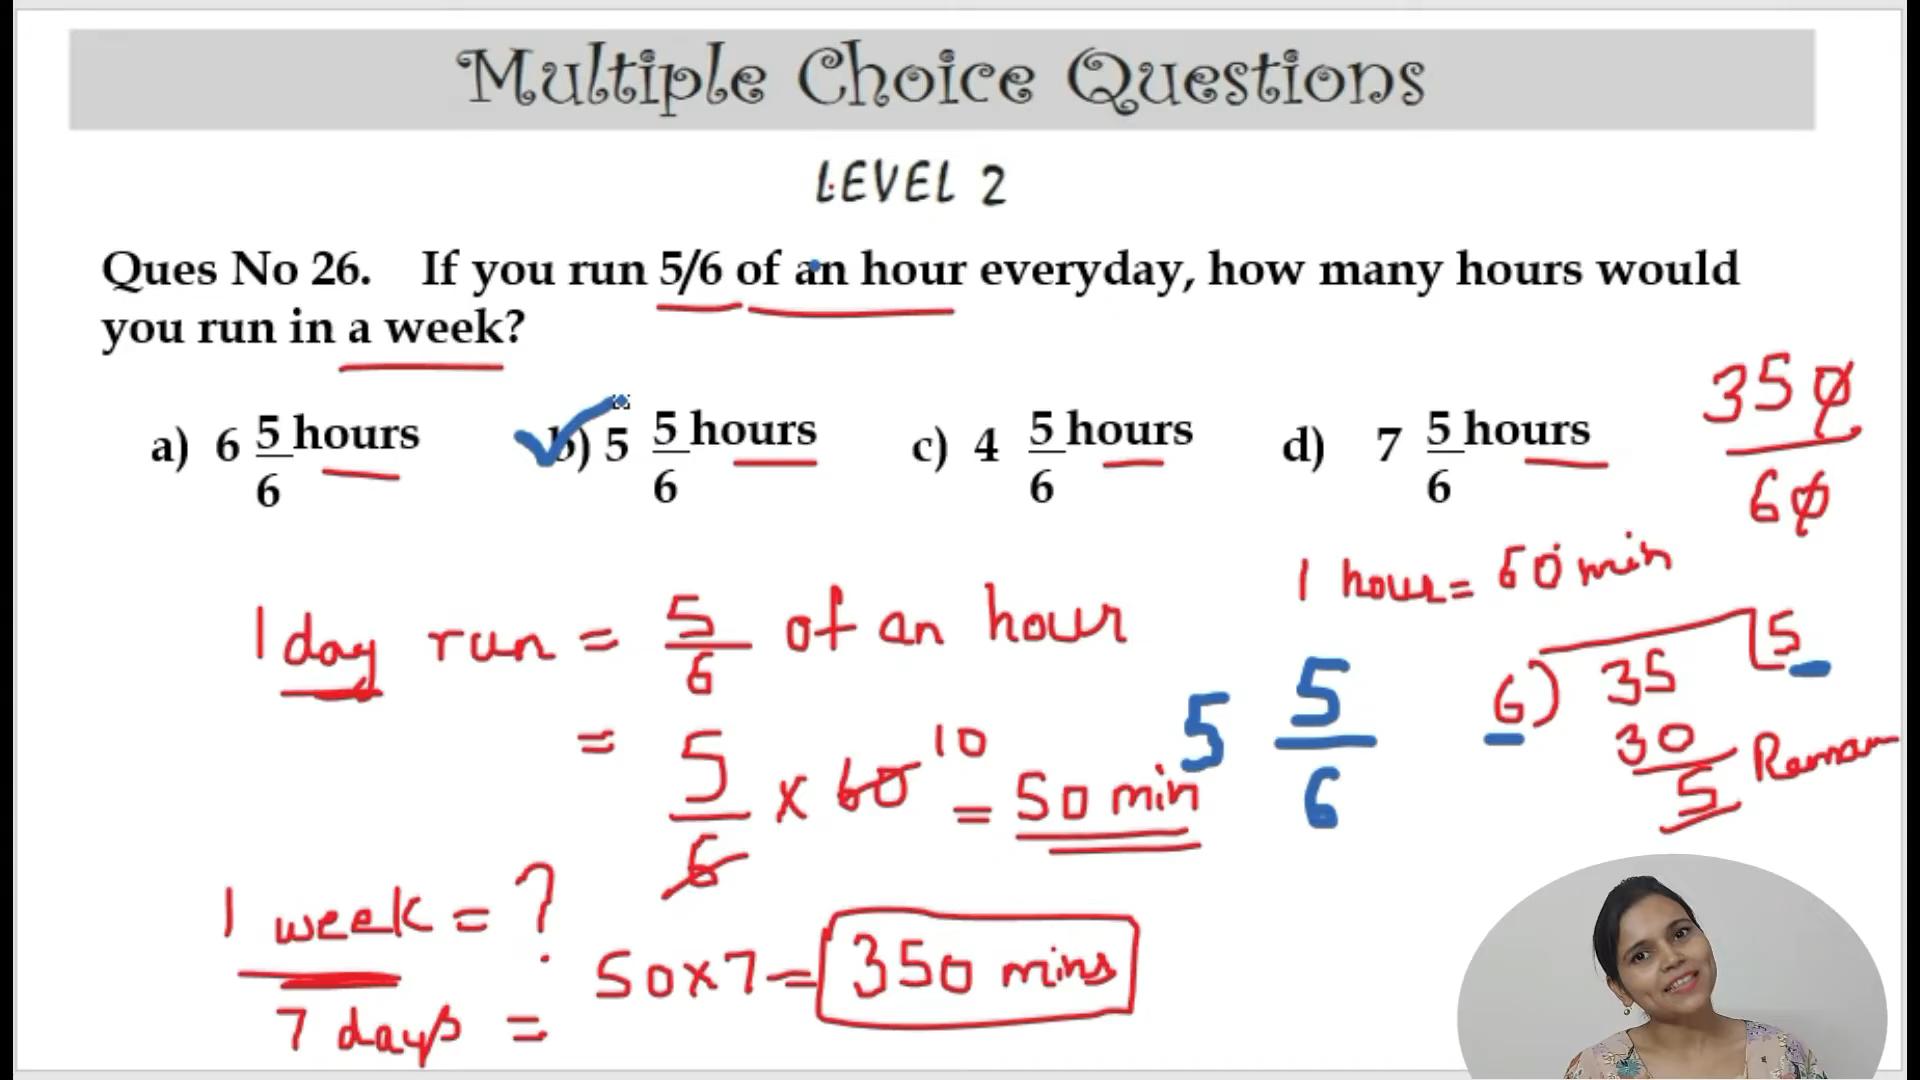 Multiple Choice Questions
LEVEL 2
Ques No 26. If you run 5/6 of an hour everyday, how many hours would
you run in a week?
a) 6 5/6 hours b) 5 5/6 hours c) 4 5/6 hours d) 7 5/6 hours
350/60
1 hour = 60 min
1 day run = 5/6 of an hour
= 5/6 × 60 10 = 50 min
5 5/6
6) 35 5
30
5 Remain
1 week = ?
7 days = 50×7= 350 mins